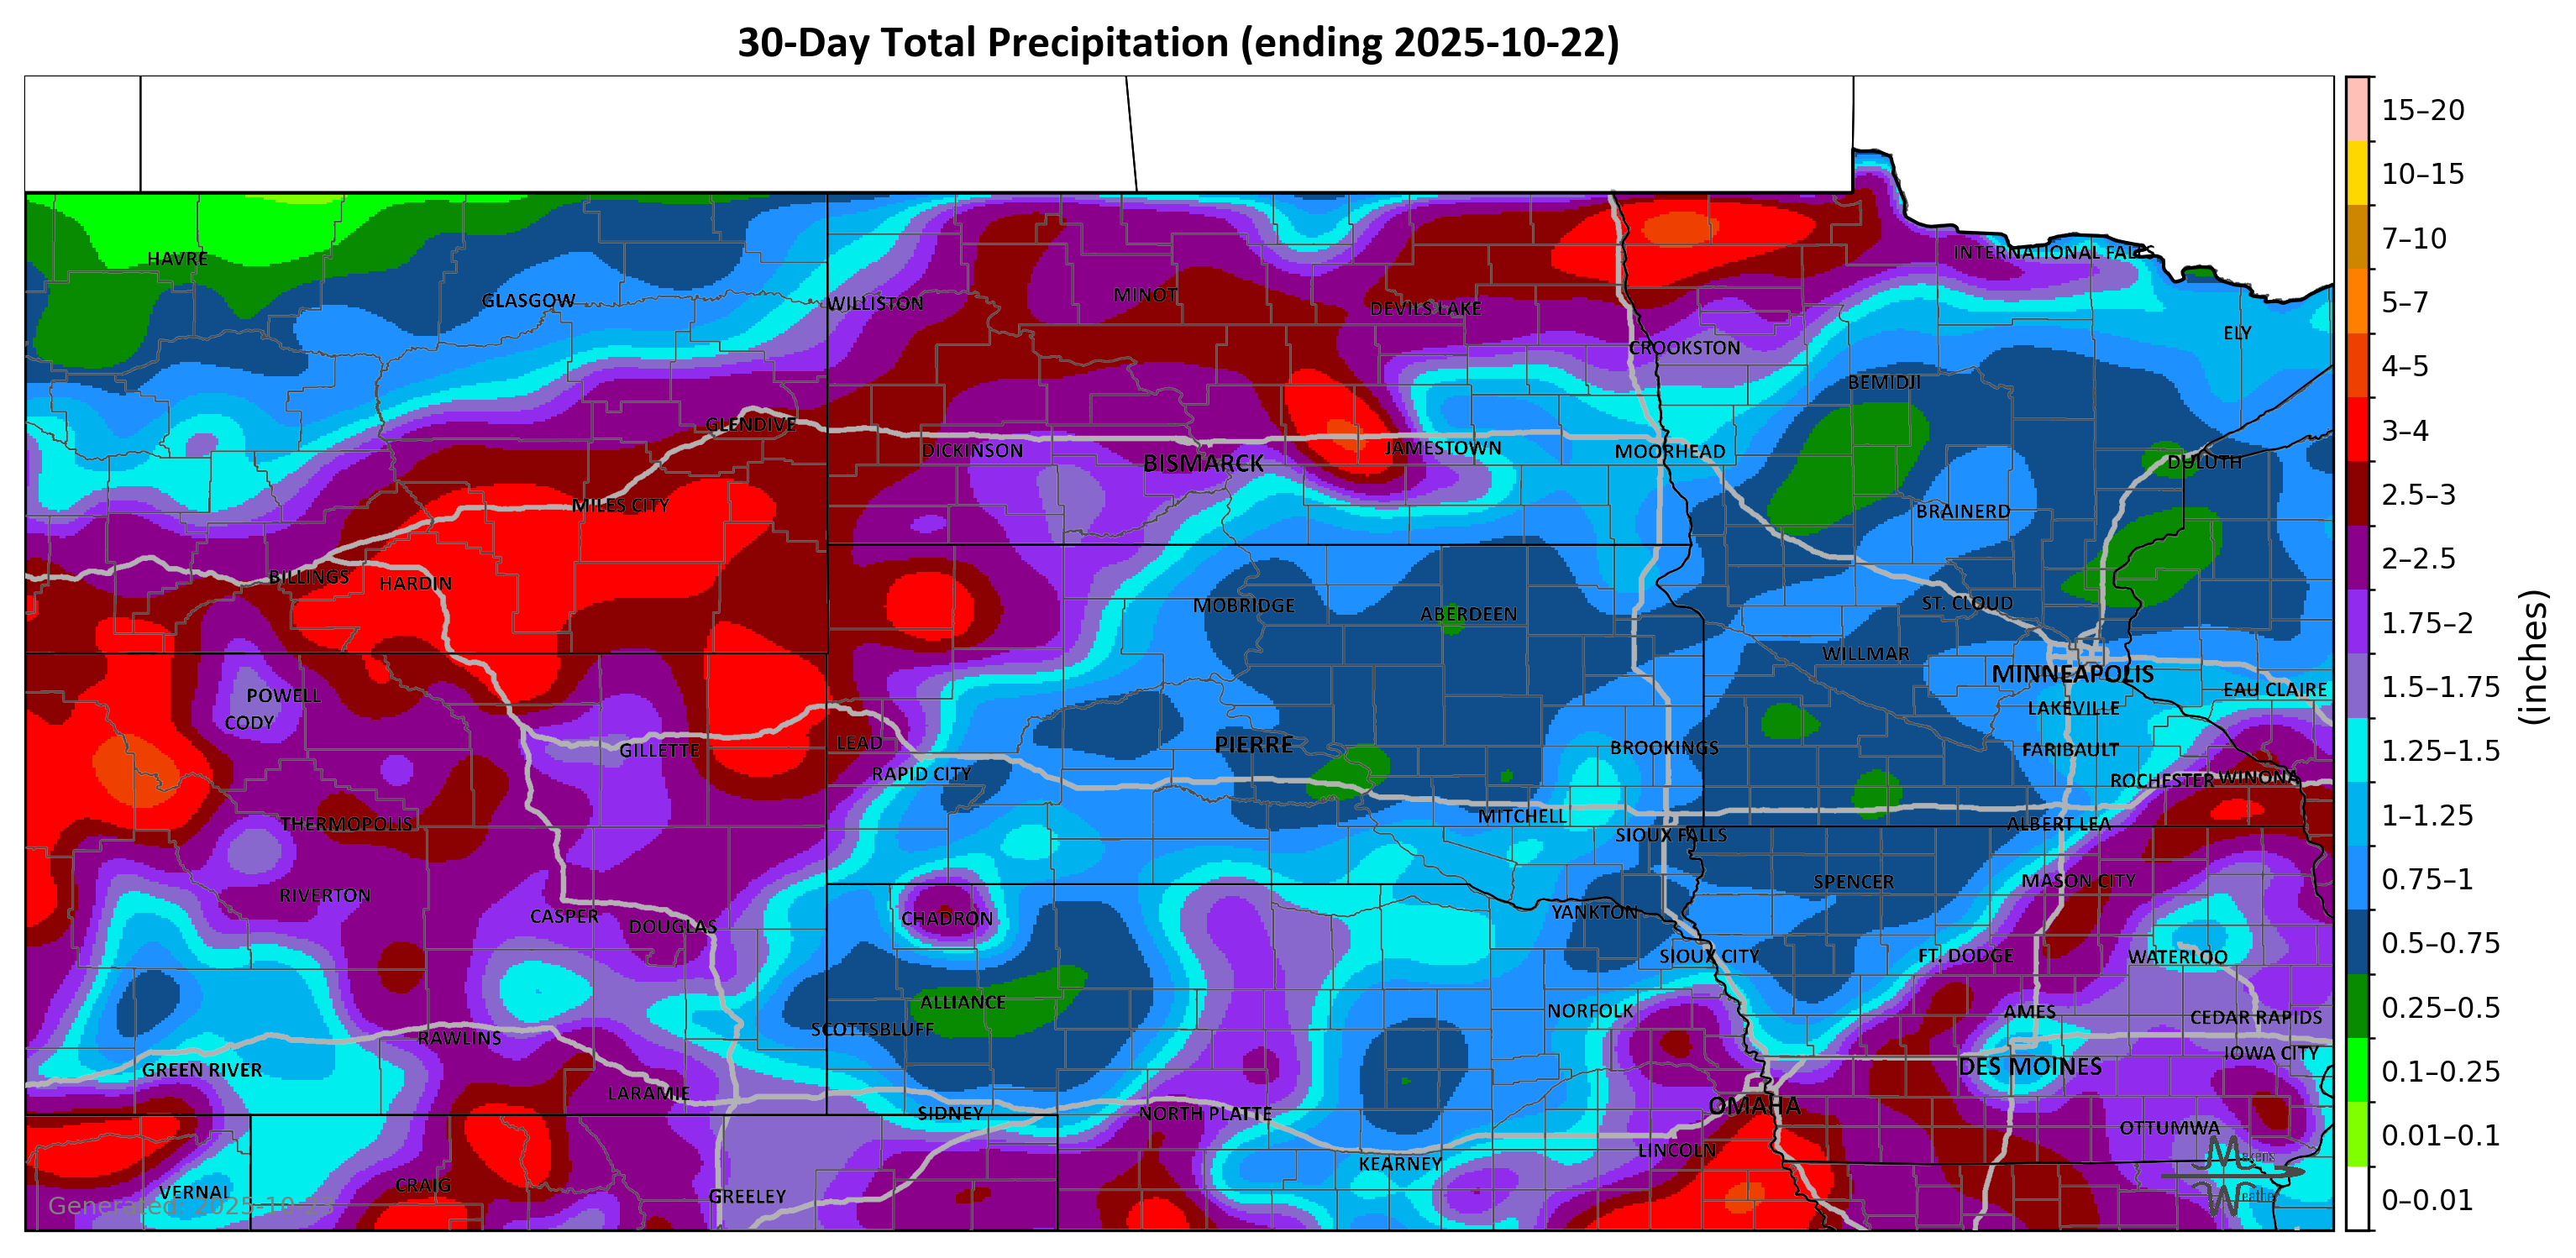 30-Day Total Precipitation (ending 2025-10-22)
15–20
10–15
7–10
5–7
4–5
3–4
2.5–3
2–2.5
1.75–2
1.5–1.75
1.25–1.5
1–1.25
0.75–1
0.5–0.75
0.25–0.5
0.1–0.25
0.01–0.1
0–0.01
(inches)
HAVRE
INTERNATIONAL FALLS
GLASGOW
WILLISTON
MINOT
DEVILS LAKE
ELY
CROOKSTON
BEMIDJI
GLENDIVE
DICKINSON
BISMARCK
JAMESTOWN
MOORHEAD
DULUTH
MILES CITY
BRAINERD
BILLINGS
HARDIN
MOBRIDGE
ABERDEEN
ST. CLOUD
WILLMAR
MINNEAPOLIS
EAU CLAIRE
POWELL
CODY
LAKEVILLE
GILLETTE
LEAD
PIERRE
BROOKINGS
FARIBAULT
RAPID CITY
ROCHESTER
WINONA
THERMOPOLIS
MITCHELL
SIOUX FALLS
ALBERT LEA
RIVERTON
SPENCER
MASON CITY
CASPER
DOUGLAS
CHADRON
YANKTON
SIOUX CITY
FT. DODGE
WATERLOO
ALLIANCE
SCOTTSBLUFF
NORFOLK
AMES
CEDAR RAPIDS
RAWLINS
IOWA CITY
GREEN RIVER
DES MOINES
LARAMIE
SIDNEY
NORTH PLATTE
OMAHA
OTTUMWA
LINCOLN
KEARNEY
VERNAL
CRAIG
GREELEY
Generated: 2025-10-23
Weather